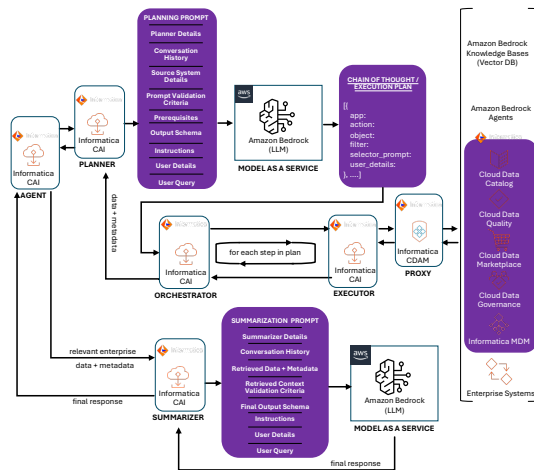 PLANNING PROMPT
Planner Details
Conversation
History
Source System
Details
Prompt Validation
Criteria
Prerequisites
Output Schema
Instructions
User Details
User Query
Informatica
CAI
PLANNER
Informatica
CAI
AGENT
aws
Amazon Bedrock
(LLM)
MODEL AS A SERVICE
CHAIN OF THOUGHT /
EXECUTION PLAN
[{
app:
action:
object:
filter:
selector_prompt:
user_details:
}, .....]
Amazon Bedrock
Knowledge Bases
(Vector DB)
Amazon Bedrock
Agents
Cloud Data
Catalog
Cloud Data
Quality
Cloud Data
Marketplace
Cloud Data
Governance
Informatica MDM
Enterprise Systems
data + metadata
Informatica
CAI
ORCHESTRATOR
for each step in plan
Informatica
CAI
EXECUTOR
Informatica
CDAM
PROXY
relevant enterprise
data + metadata
final response
Informatica
CAI
SUMMARIZER
SUMMARIZATION PROMPT
Summarizer Details
Conversation History
Retrieved Data + Metadata
Retrieved Context
Validation Criteria
Final Output Schema
Instructions
User Details
User Query
aws
Amazon Bedrock
(LLM)
MODEL AS A SERVICE
final response